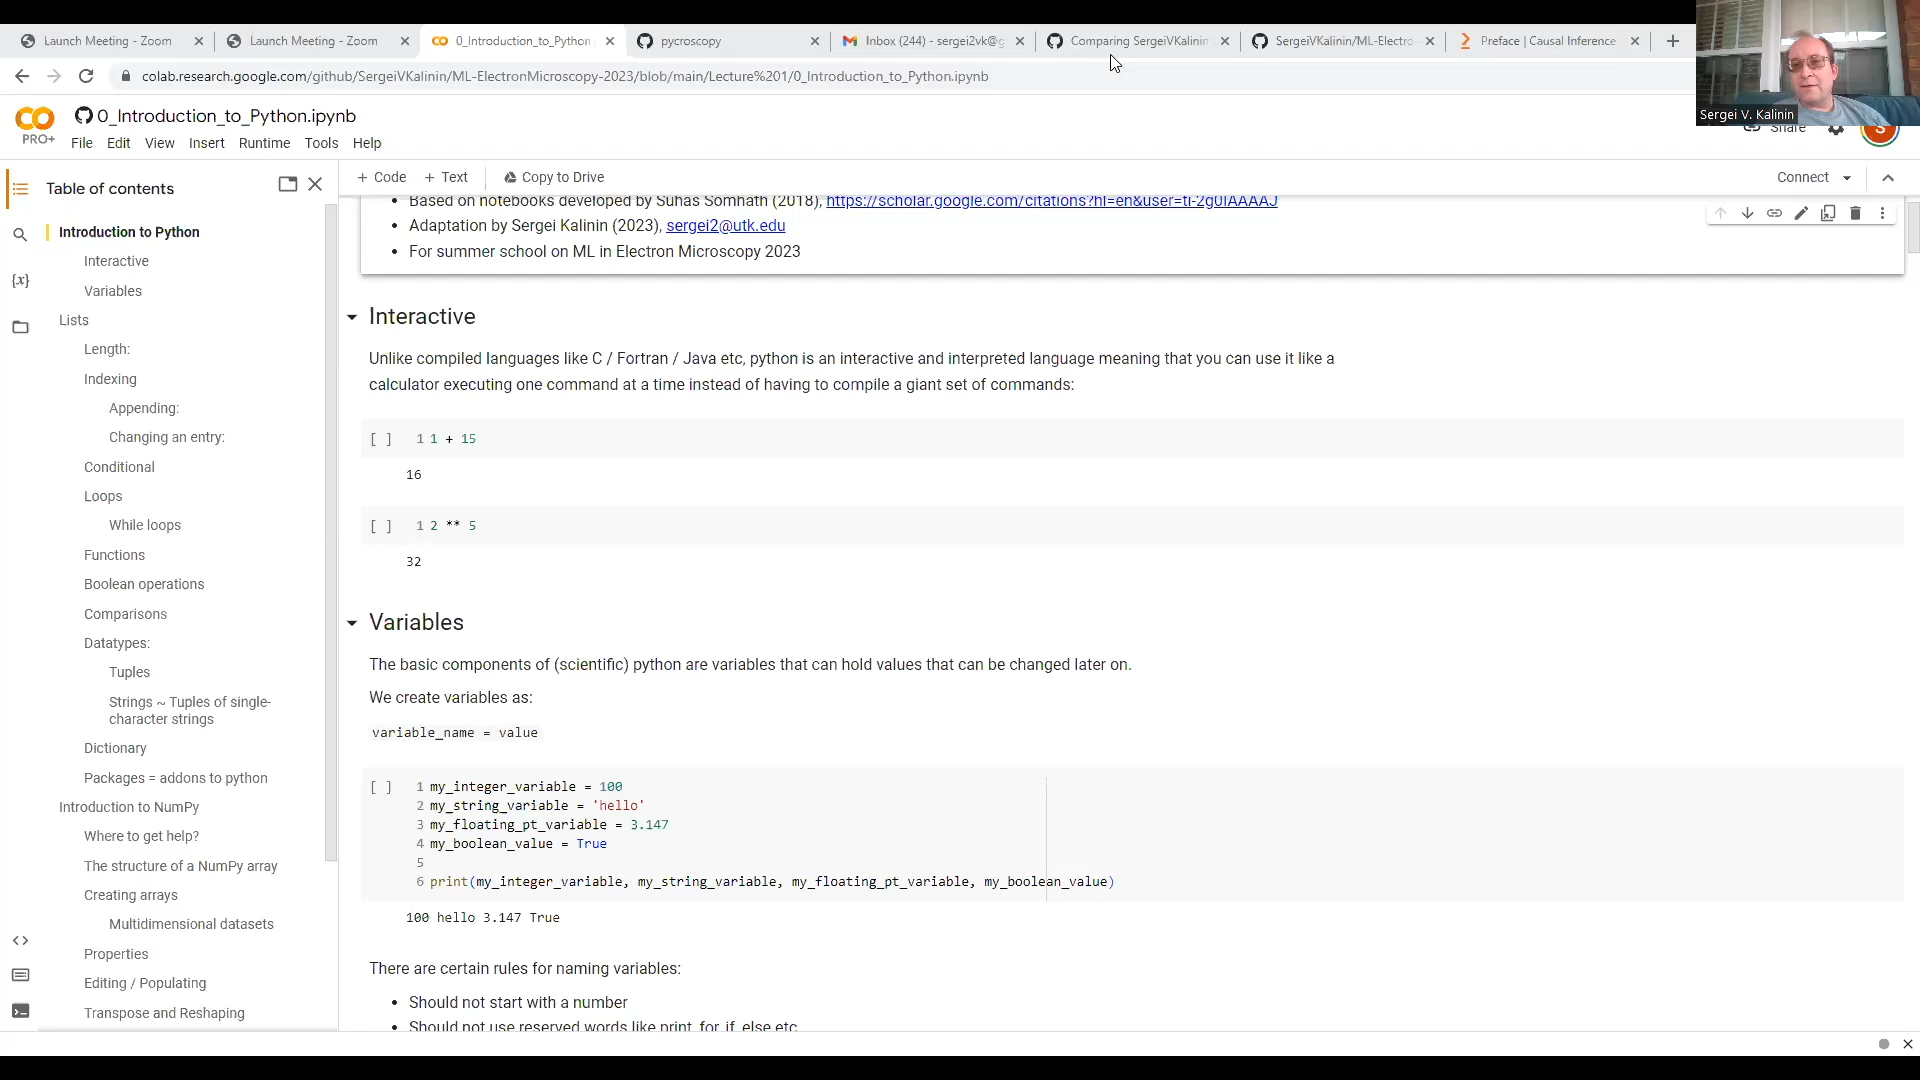 Launch Meeting - Zoom
Launch Meeting - Zoom
0_Introduction_to_Python
pycroscopy
Inbox (244) - sergei2vk@g
Comparing SergeiVKalinin
SergeiVKalinin/ML-Electro
Preface | Causal Inference
colab.research.google.com/github/SergeiVKalinin/ML-ElectronMicroscopy-2023/blob/main/Lecture%201/0_Introduction_to_Python.ipynb
Sergei V. Kalinin
PRO+
0_Introduction_to_Python.ipynb
File Edit View Insert Runtime Tools Help
Share
S
Table of contents
Introduction to Python
Interactive
Variables
Lists
Length:
Indexing
Appending:
Changing an entry:
Conditional
Loops
While loops
Functions
Boolean operations
Comparisons
Datatypes:
Tuples
Strings ~ Tuples of single-
character strings
Dictionary
Packages = addons to python
Introduction to NumPy
Where to get help?
The structure of a NumPy array
Creating arrays
Multidimensional datasets
Properties
Editing / Populating
Transpose and Reshaping
+ Code + Text Copy to Drive
Connect
• Based on notebooks developed by Suhas Somnath (2018), https://scholar.google.com/citations?hl=en&user=
• Adaptation by Sergei Kalinin (2023), sergei2@utk.edu
• For summer school on ML in Electron Microscopy 2023
Interactive
Unlike compiled languages like C / Fortran / Java etc, python is an interactive and interpreted language meaning that you can use it like a
calculator executing one command at a time instead of having to compile a giant set of commands:
[ ] 1 1 + 15
16
[ ] 1 2 ** 5
32
Variables
The basic components of (scientific) python are variables that can hold values that can be changed later on.
We create variables as:
variable_name = value
[ ] 1 my_integer_variable = 100
2 my_string_variable = 'hello'
3 my_floating_pt_variable = 3.147
4 my_boolean_value = True
5
6 print(my_integer_variable, my_string_variable, my_floating_pt_variable, my_boolean_value)
100 hello 3.147 True
There are certain rules for naming variables:
• Should not start with a number
• Should not use reserved words like print, for, if, else etc